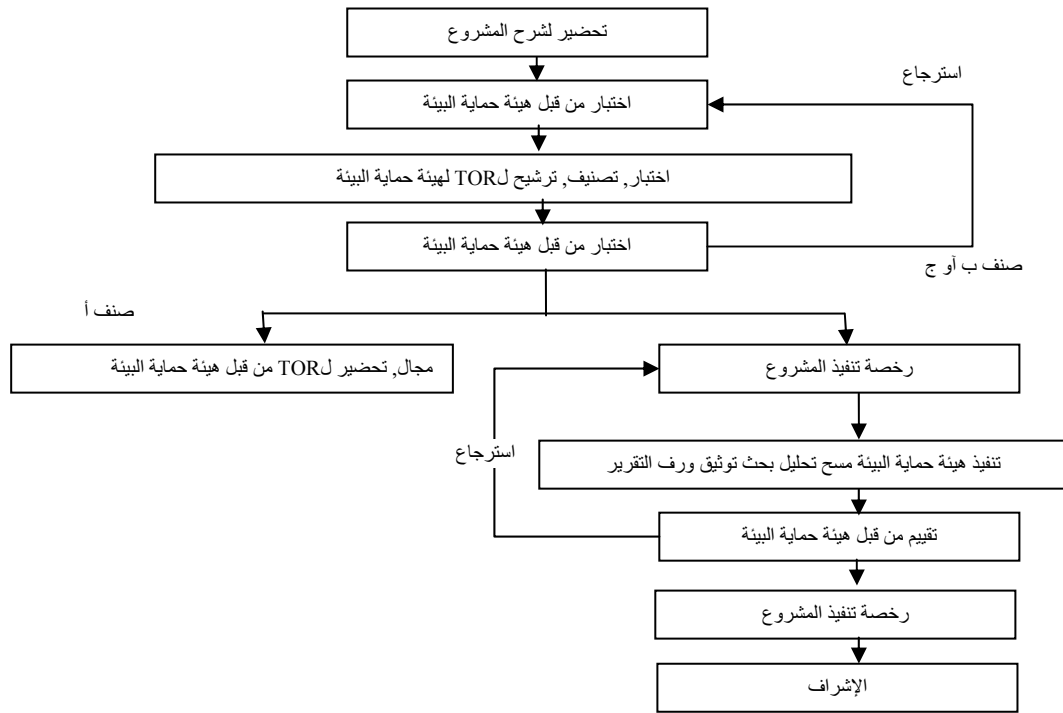 تحضير لشرح المشروع
استرجاع
اختبار من قبل هيئة حماية البيئة
اختبار, تصنيف, ترشيح لTOR لهيئة حماية البيئة
اختبار من قبل هيئة حماية البيئة
صنف ب آو ج
صنف أ
رخصة تنفيذ المشروع
مجال, تحضير لTOR من قبل هيئة حماية البيئة
استرجاع
تنفيذ هيئة حماية البيئة مسح تحليل بحث توثيق ورف التقرير
تقييم من قبل هيئة حماية البيئة
رخصة تنفيذ المشروع
الإشراف